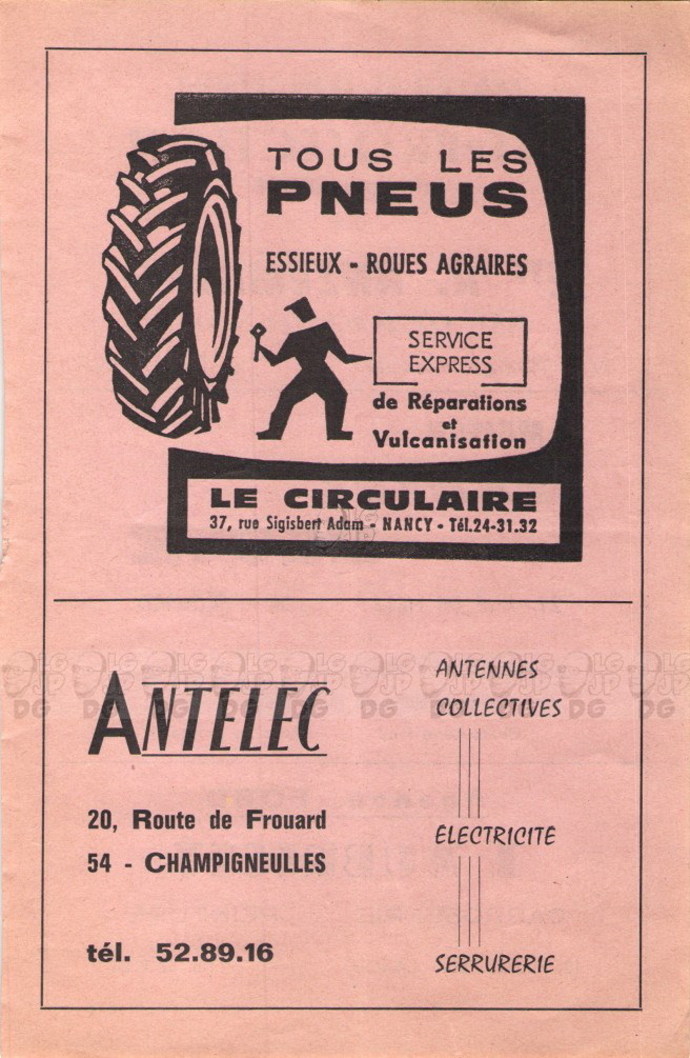 TOUS LES
PNEUS
ESSIEUX - ROUES AGRAIRES
SERVICE
EXPRESS
de Réparations
et
Vulcanisation
LE CIRCULAIRE
37, rue Sigisbert Adam - NANCY - Tél.24-31.32
ANTELEC
20, Route de Frouard
54 - CHAMPIGNEULLES
tél. 52.89.16
ANTENNES
COLLECTIVES
ELECTRICITE
SERRURERIE